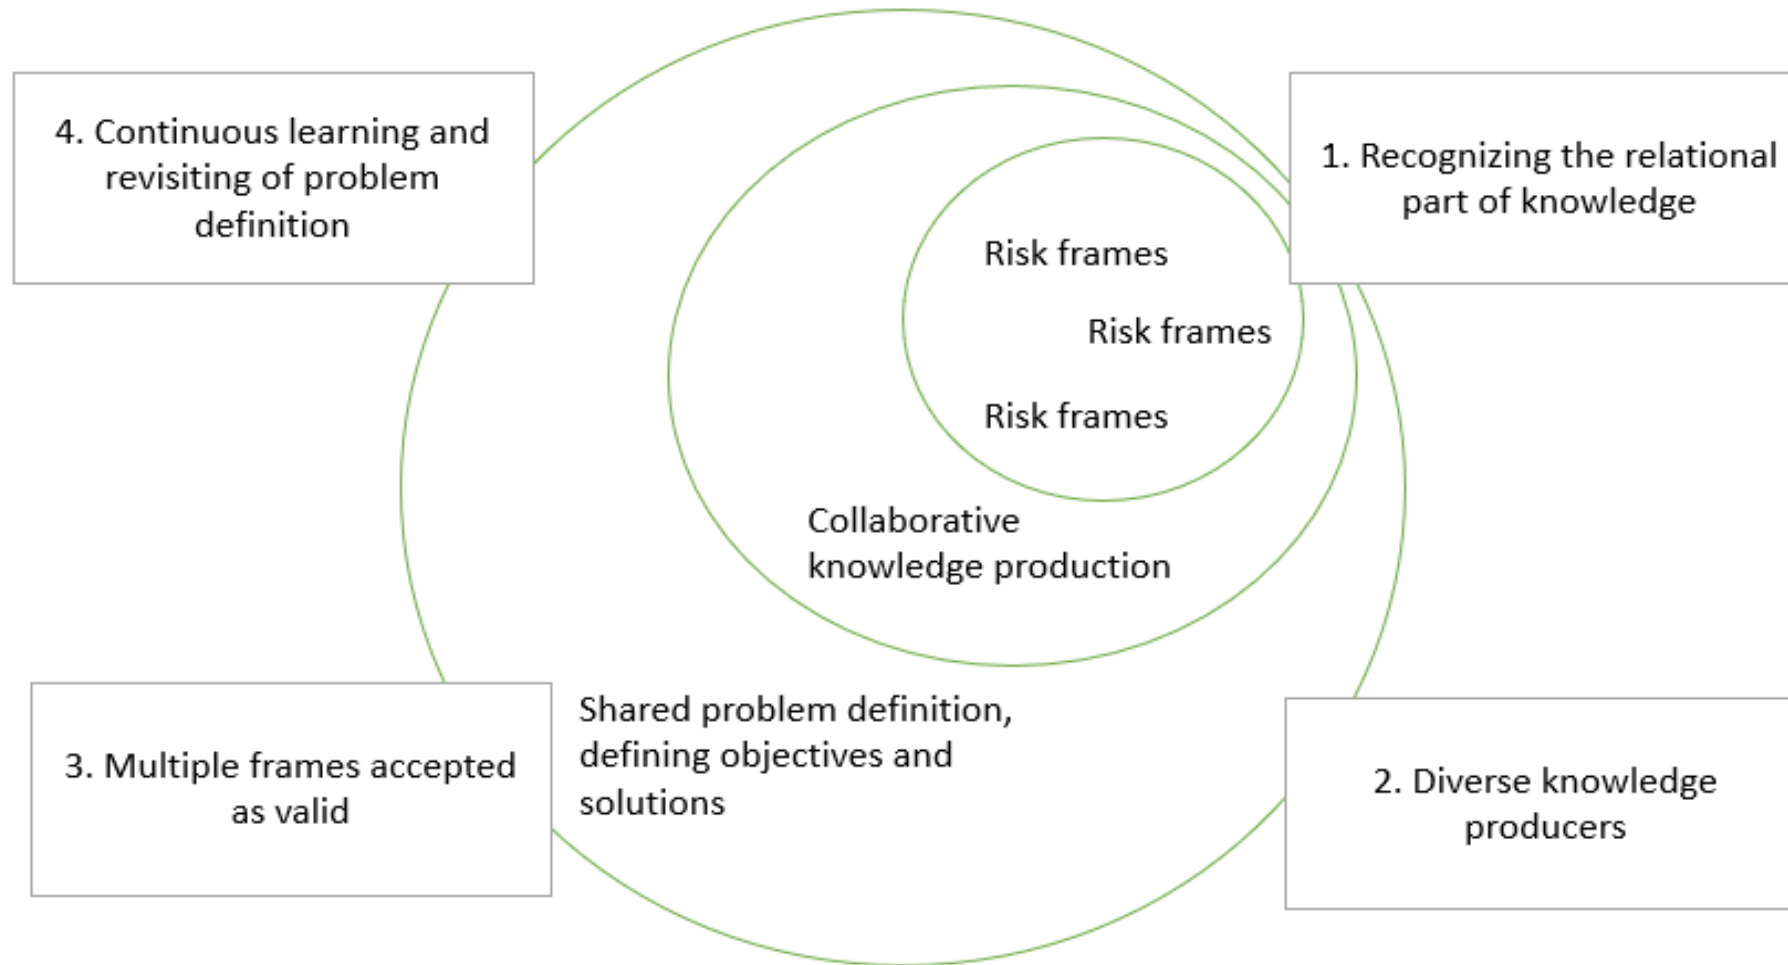 4. Continuous learning and
revisiting of problem
definition
1. Recognizing the relational
part of knowledge
Risk frames
Risk frames
Risk frames
Collaborative
knowledge production
3. Multiple frames accepted
as valid
Shared problem definition,
defining objectives and
solutions
2. Diverse knowledge
producers